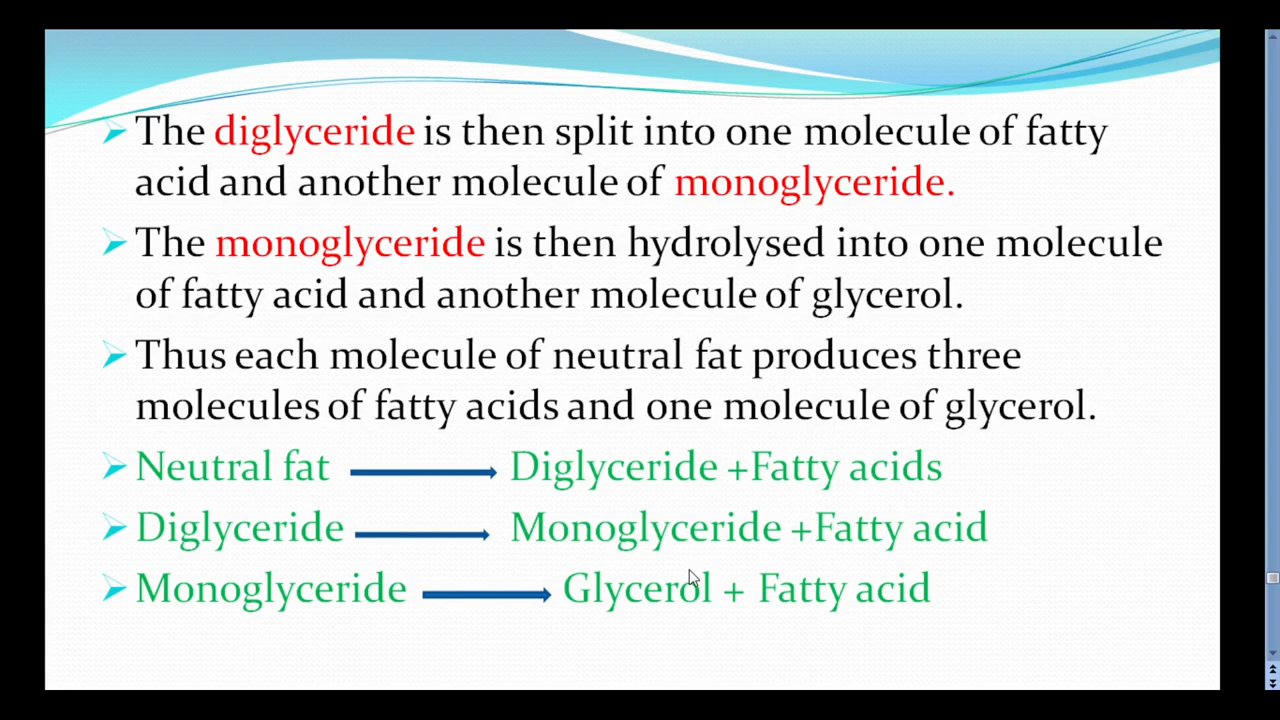 The diglyceride is then split into one molecule of fatty
acid and another molecule of monoglyceride.
The monoglyceride is then hydrolysed into one molecule
of fatty acid and another molecule of glycerol.
Thus each molecule of neutral fat produces three
molecules of fatty acids and one molecule of glycerol.
Neutral fat → Diglyceride +Fatty acids
Diglyceride → Monoglyceride +Fatty acid
Monoglyceride → Glycerol + Fatty acid